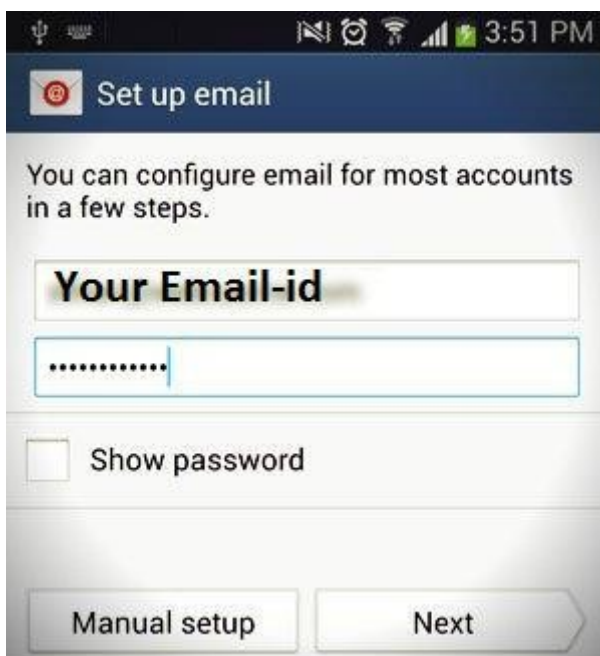 3:51 PM
@
Set up email
You can configure email for most accounts
in a few steps.
Your Email-id
••••••••••••
Show password
Manual setup
Next